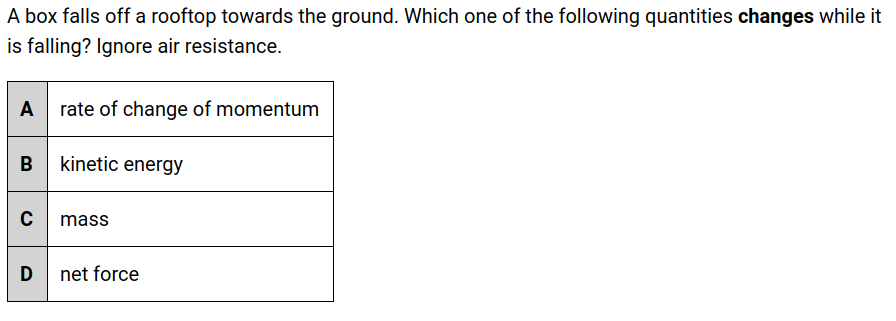 A box falls off a rooftop towards the ground. Which one of the following quantities changes while it
is falling? Ignore air resistance.
A rate of change of momentum
B kinetic energy
C mass
D net force